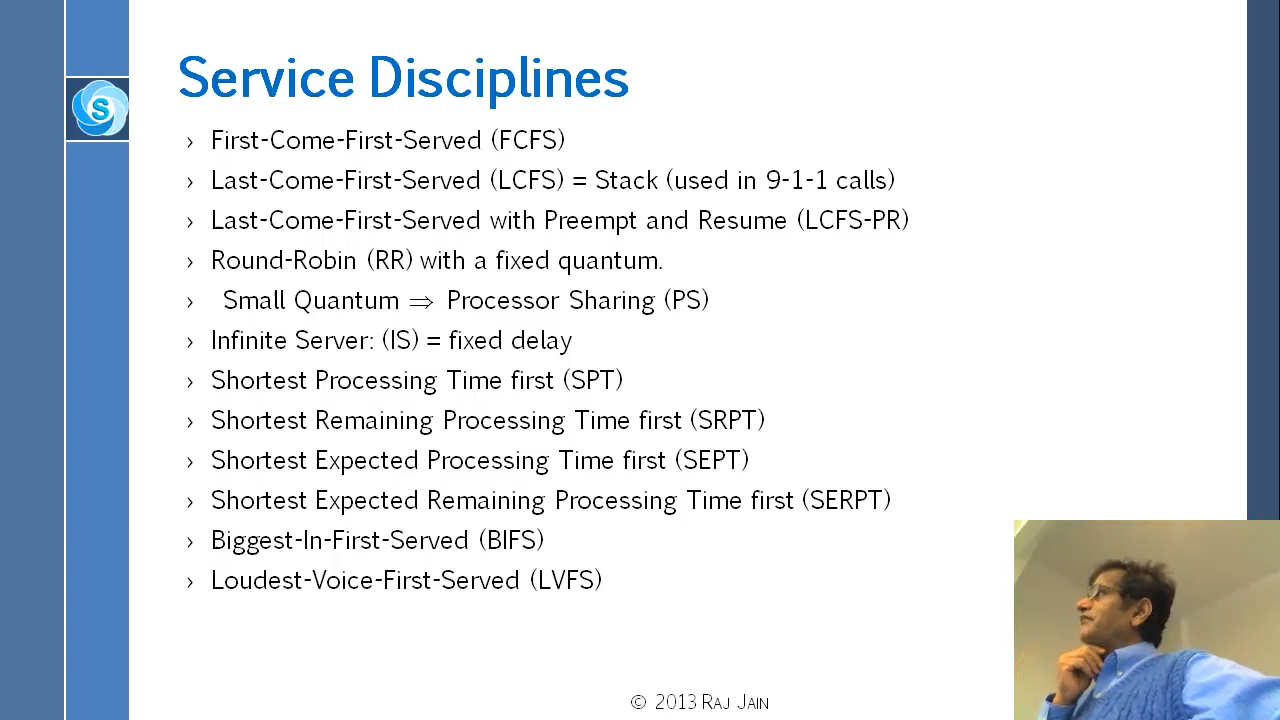 Service Disciplines
S
› First-Come-First-Served (FCFS)
› Last-Come-First-Served (LCFS) = Stack (used in 9-1-1 calls)
› Last-Come-First-Served with Preempt and Resume (LCFS-PR)
› Round-Robin (RR) with a fixed quantum.
› Small Quantum ⇒ Processor Sharing (PS)
› Infinite Server: (IS) = fixed delay
› Shortest Processing Time first (SPT)
› Shortest Remaining Processing Time first (SRPT)
› Shortest Expected Processing Time first (SEPT)
› Shortest Expected Remaining Processing Time first (SERPT)
› Biggest-In-First-Served (BIFS)
› Loudest-Voice-First-Served (LVFS)
© 2013 RAJ JAIN